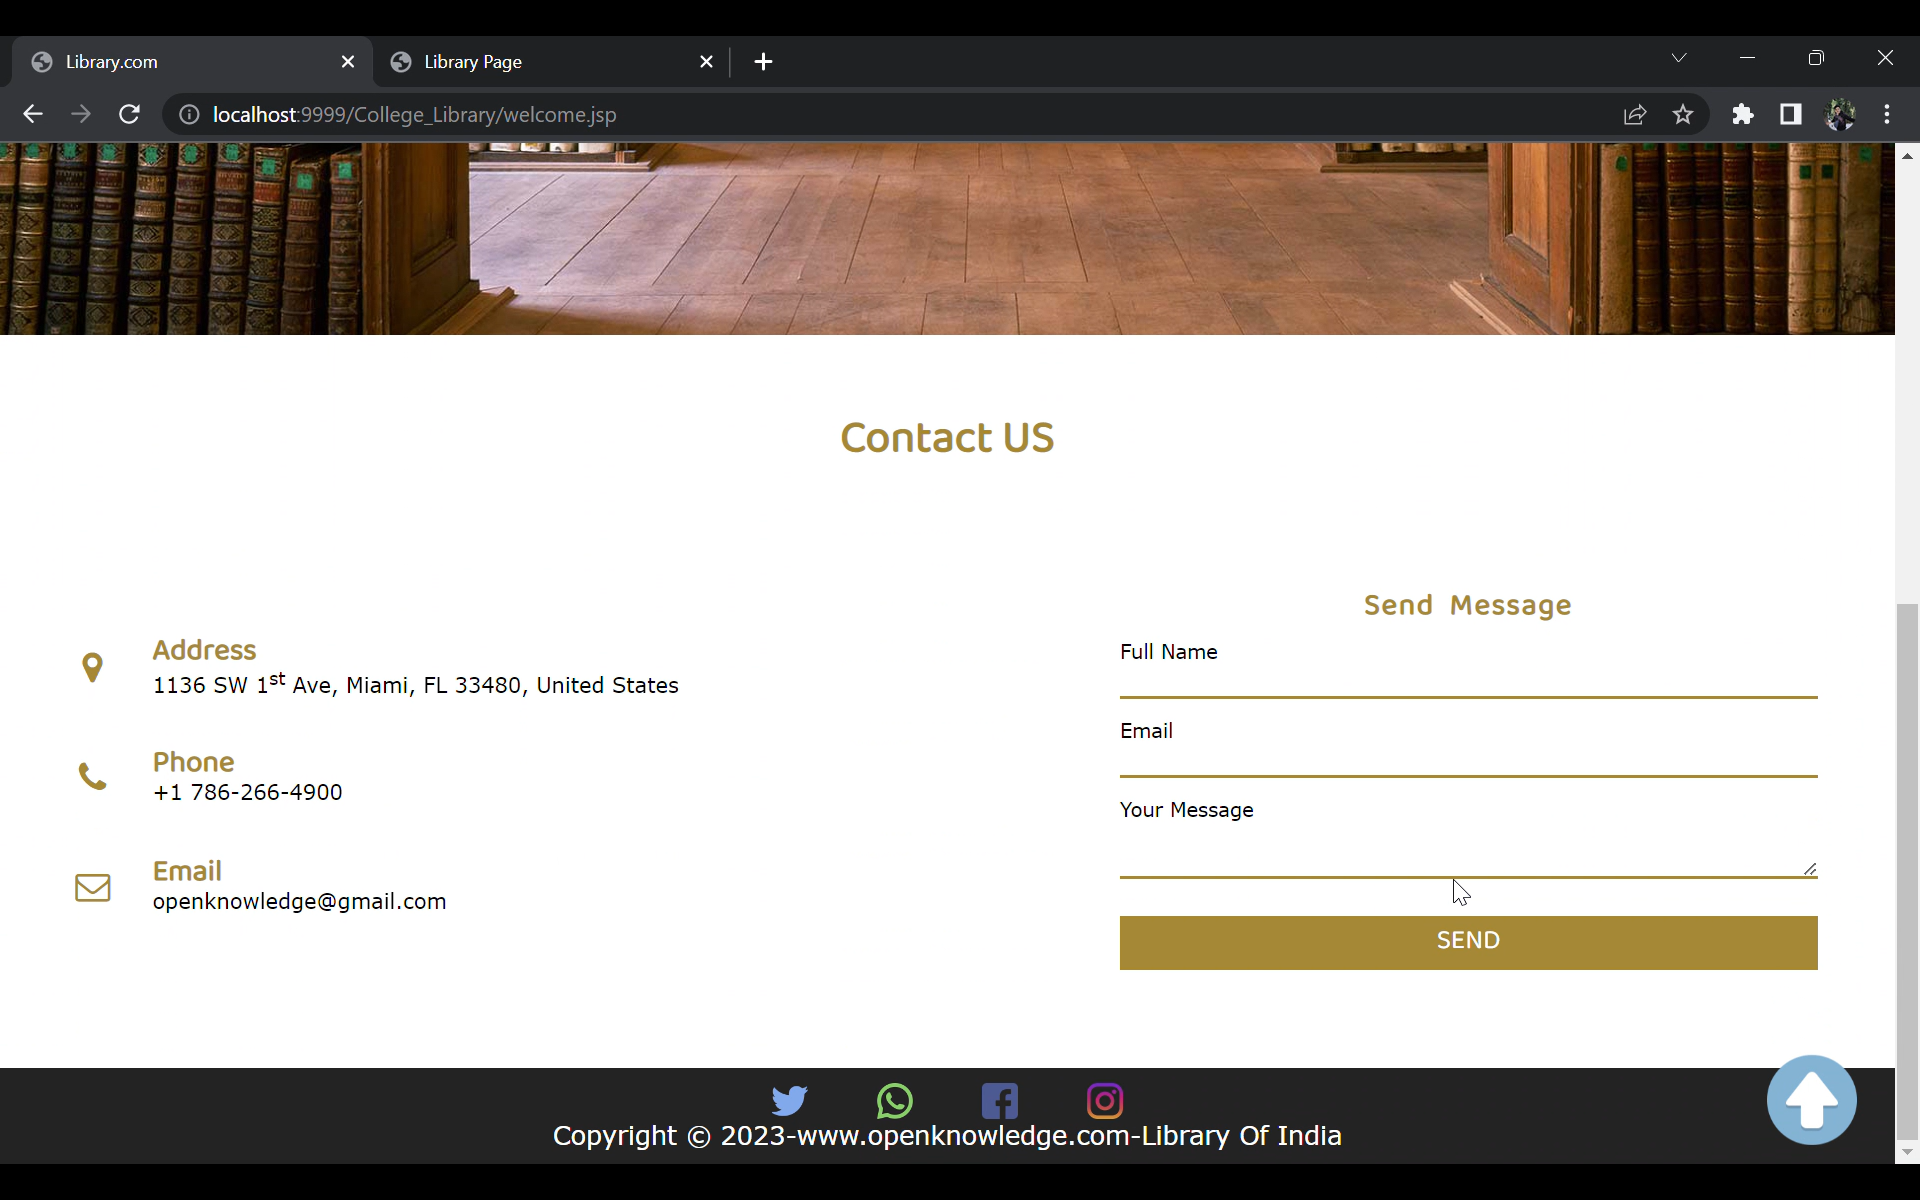 Library.com
Library Page
localhost:9999/College_Library/welcome.jsp
Contact US
Address
1136 SW 1st Ave, Miami, FL 33480, United States
Phone
+1 786-266-4900
Email
openknowledge@gmail.com
Send Message
Full Name
Email
Your Message
SEND
Copyright © 2023-www.openknowledge.com-Library Of India